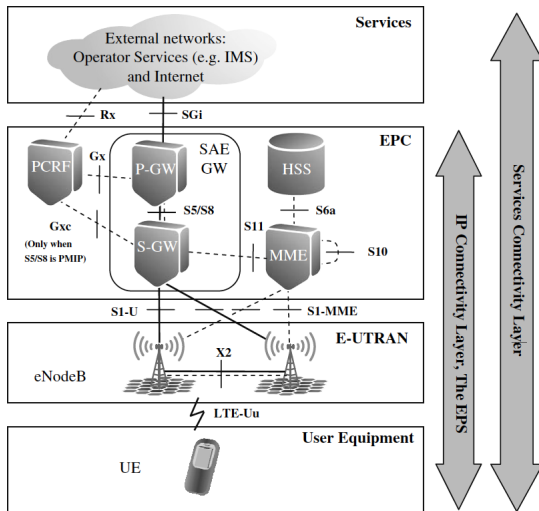 Services
External networks:
Operator Services (e.g. IMS)
and Internet
Rx
SGi
EPC
SAE
GW
PCRF
Gx
P-GW
HSS
S5/S8
S6a
Gxc
(Only when
S5/S8 is PMIP)
S-GW
S11
MME
S10
S1-U
S1-MME
E-UTRAN
X2
eNodeB
LTE-Uu
User Equipment
UE
IP Connectivity Layer, The EPS
Services Connectivity Layer